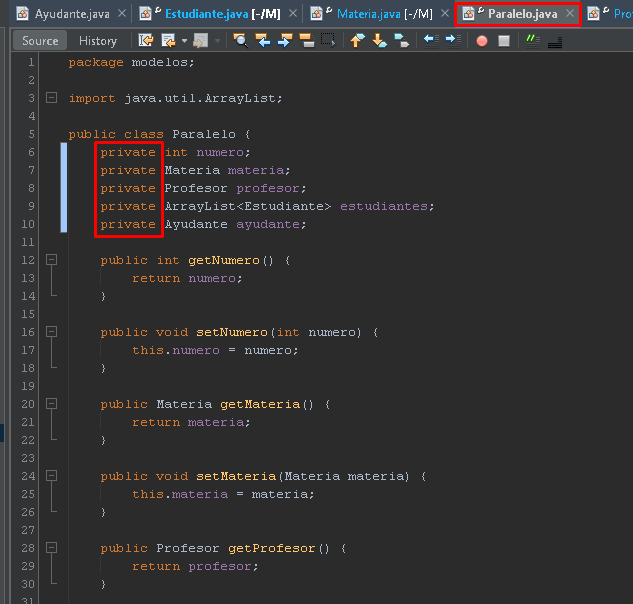 Ayudante.java
Estudiante.java [-/M]
Materia.java [-/M]
Paralelo.java
Source History
1 package modelos;
2
3 import java.util.ArrayList;
4
5 public class Paralelo {
6 private int numero;
7 private Materia materia;
8 private Profesor profesor;
9 private ArrayList<Estudiante> estudiantes;
10 private Ayudante ayudante;
11
12 public int getNumero() {
13 return numero;
14 }
15
16 public void setNumero(int numero) {
17 this.numero = numero;
18 }
19
20 public Materia getMateria() {
21 return materia;
22 }
23
24 public void setMateria(Materia materia) {
25 this.materia = materia;
26 }
27
28 public Profesor getProfesor() {
29 return profesor;
30 }
31